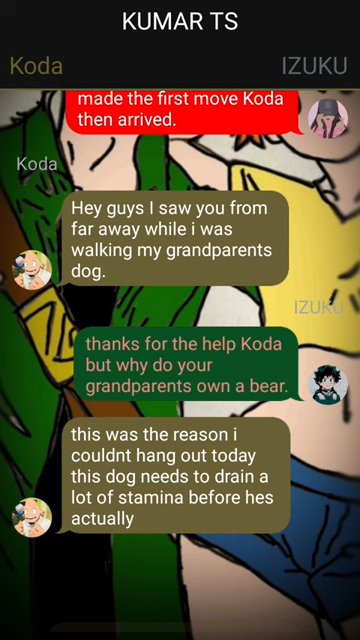 KUMAR TS
Koda
IZUKU
made the first move Koda
then arrived.
Koda
Hey guys I saw you from
far away while i was
walking my grandparents
dog.
IZUKU
thanks for the help Koda
but why do your
grandparents own a bear.
this was the reason i
couldnt hang out today
this dog needs to drain a
lot of stamina before hes
actually